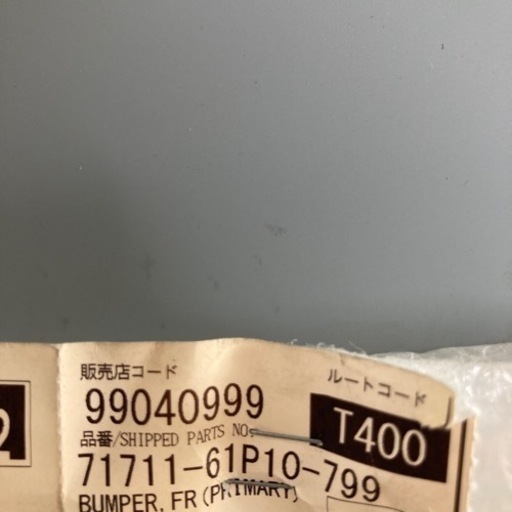 販売店コード
ルートコード
99040999
T400
2
品番/SHIPPED PARTS NO.
71711-61P10-799
BUMPER, FR (PRIMARY)